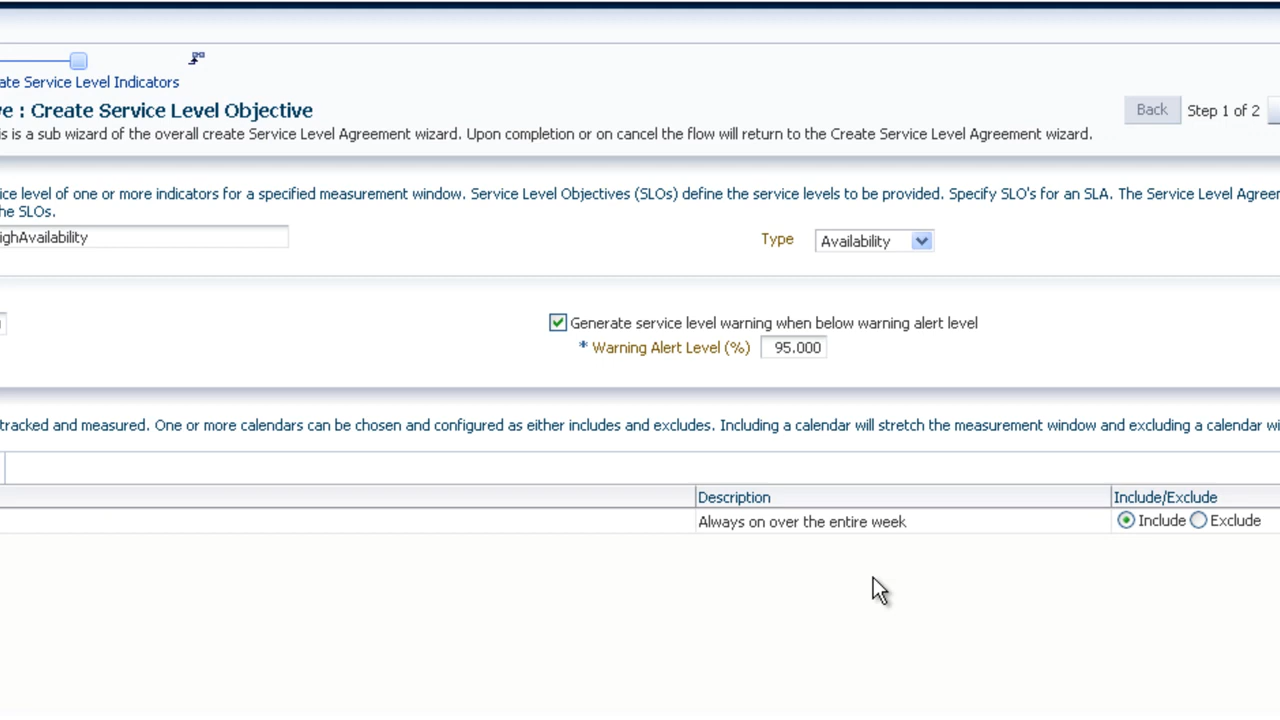 ate Service Level Indicators
ve : Create Service Level Objective
Back Step 1 of 2
is is a sub wizard of the overall create Service Level Agreement wizard. Upon completion or on cancel the flow will return to the Create Service Level Agreement wizard.
ice level of one or more indicators for a specified measurement window. Service Level Objectives (SLOs) define the service levels to be provided. Specify SLO's for an SLA. The Service Level Agreer
he SLOs.
ighAvailability
Type Availability
Generate service level warning when below warning alert level
* Warning Alert Level (%) 95.000
tracked and measured. One or more calendars can be chosen and configured as either includes and excludes. Including a calendar will stretch the measurement window and excluding a calendar wi
Description Include/Exclude
Always on over the entire week Include Exclude